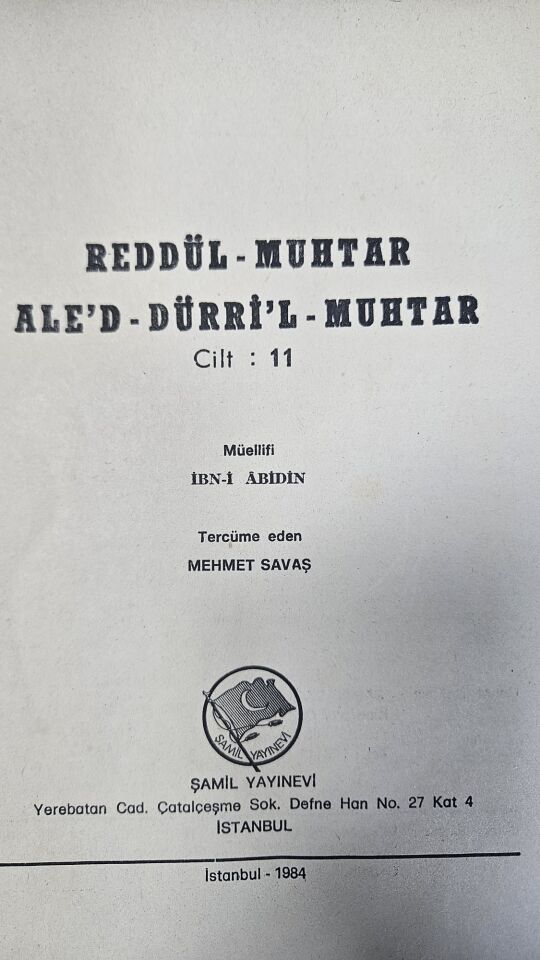 REDDÜL - MUHTAR
ALE'D - DÜRRİ'L - MUHTAR
Cilt : 11
Müellifi
İBN-İ ÂBİDİN
Tercüme eden
MEHMET SAVAŞ
ŞAMİL YAYINEVİ
ŞAMİL YAYINEVİ
Yerebatan Cad. Çatalçeşme Sok. Defne Han No. 27 Kat 4
İSTANBUL
İstanbul - 1984